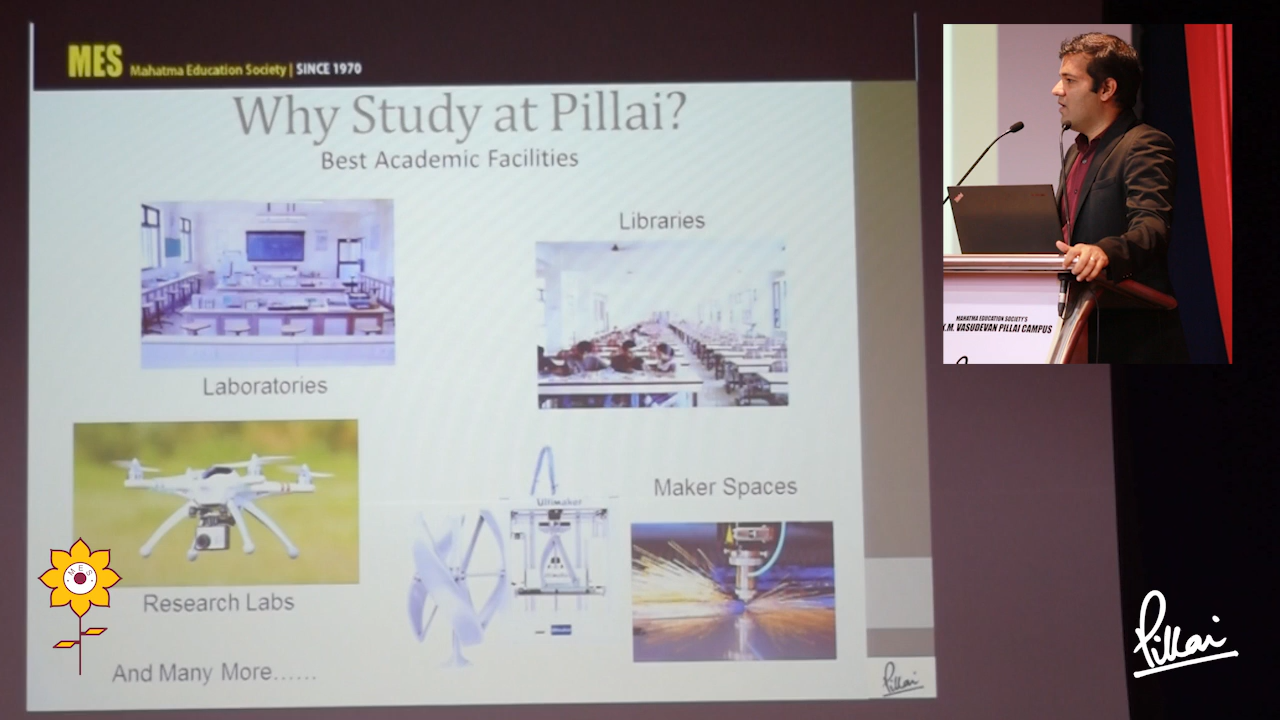 MES Mahatma Education Society | SINCE 1970
Why Study at Pillai?
Best Academic Facilities
Libraries
Laboratories
Ultimaker
Maker Spaces
Research Labs
And Many More……
Pillai
MAHATMA EDUCATION SOCIETY'S
K.M. VASUDEVAN PILLAI CAMPUS
MES
Pillai